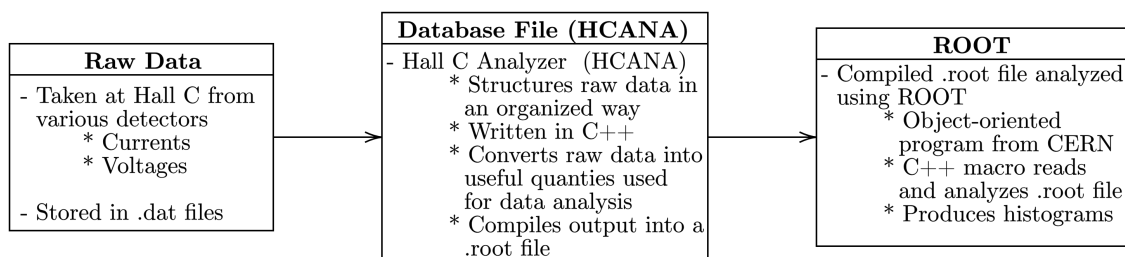 Raw Data
- Taken at Hall C from
various detectors
* Currents
* Voltages
- Stored in .dat files
Database File (HCANA)
- Hall C Analyzer (HCANA)
* Structures raw data in
an organized way
* Written in C++
* Converts raw data into
useful quanties used
for data analysis
* Compiles output into a
.root file
ROOT
- Compiled .root file analyzed
using ROOT
* Object-oriented
program from CERN
* C++ macro reads
and analyzes .root file
* Produces histograms